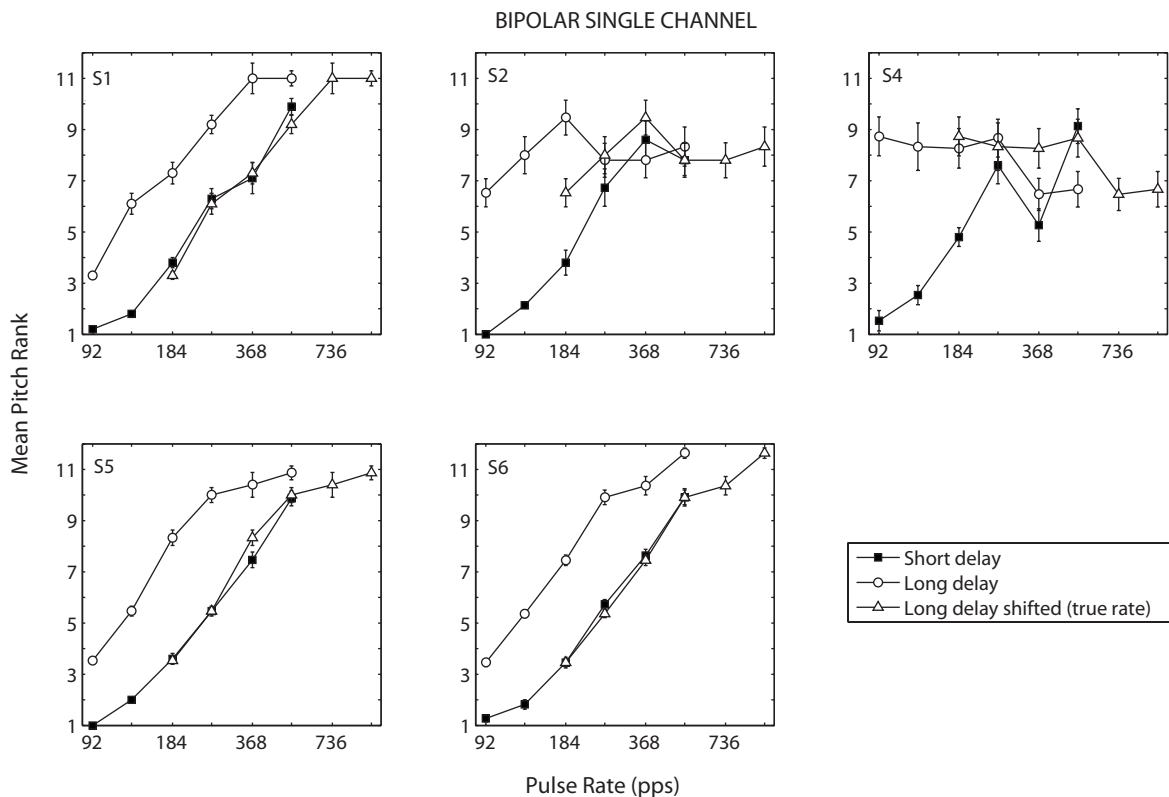 BIPOLAR SINGLE CHANNEL
S1
11
9
7
5
3
1
92 184 368 736
S2
11
9
7
5
3
1
92 184 368 736
S4
11
9
7
5
3
1
92 184 368 736
Mean Pitch Rank
S5
11
9
7
5
3
1
92 184 368 736
S6
11
9
7
5
3
1
92 184 368 736
Short delay
Long delay
Long delay shifted (true rate)
Pulse Rate (pps)